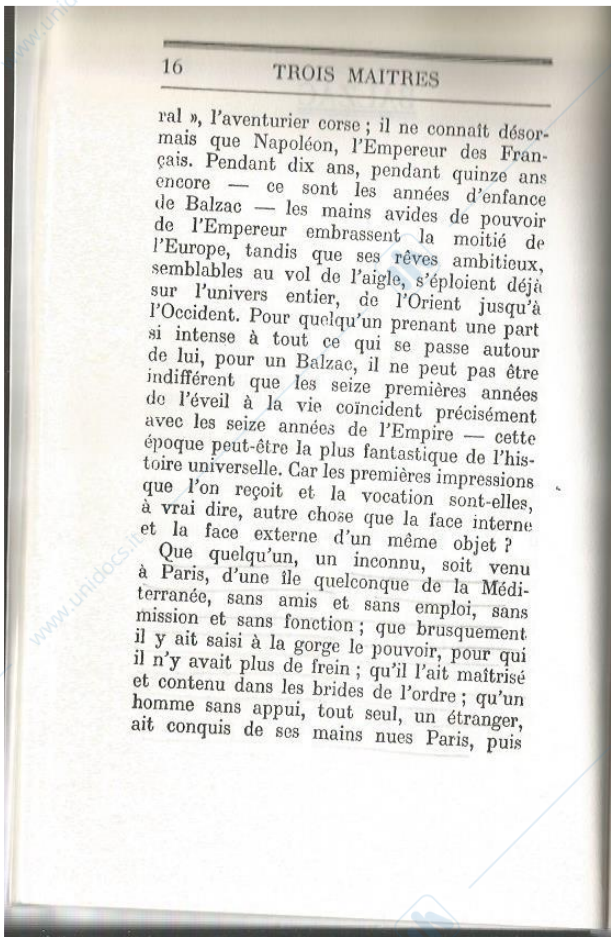 16 TROIS MAITRES
ral », l'aventurier corse ; il ne connaît désor-
mais que Napoléon, l'Empereur des Fran-
çais. Pendant dix ans, pendant quinze ans
encore — ce sont les années d'enfance
de Balzac — les mains avides de pouvoir
de l'Empereur embrassent la moitié de
l'Europe, tandis que ses rêves ambitieux,
semblables au vol de l'aigle, s'éploient déjà
sur l'univers entier, de l'Orient jusqu'à
l'Occident. Pour quelqu'un prenant une part
si intense à tout ce qui se passe autour
de lui, pour un Balzac, il ne peut pas être
indifférent que les seize premières années
de l'éveil à la vie coïncident précisément
avec les seize années de l'Empire — cette
époque peut-être la plus fantastique de l'his-
toire universelle. Car les premières impressions
que l'on reçoit et la vocation sont-elles,
à vrai dire, autre chose que la face interne
et la face externe d'un même objet ?
Que quelqu'un, un inconnu, soit venu
à Paris, d'une île quelconque de la Médi-
terranée, sans amis et sans emploi, sans
mission et sans fonction ; que brusquement
il y ait saisi à la gorge le pouvoir, pour qui
il n'y avait plus de frein ; qu'il l'ait maîtrisé
et contenu dans les brides de l'ordre ; qu'un
homme sans appui, tout seul, un étranger,
ait conquis de ses mains nues Paris, puis
www.unidocs.it